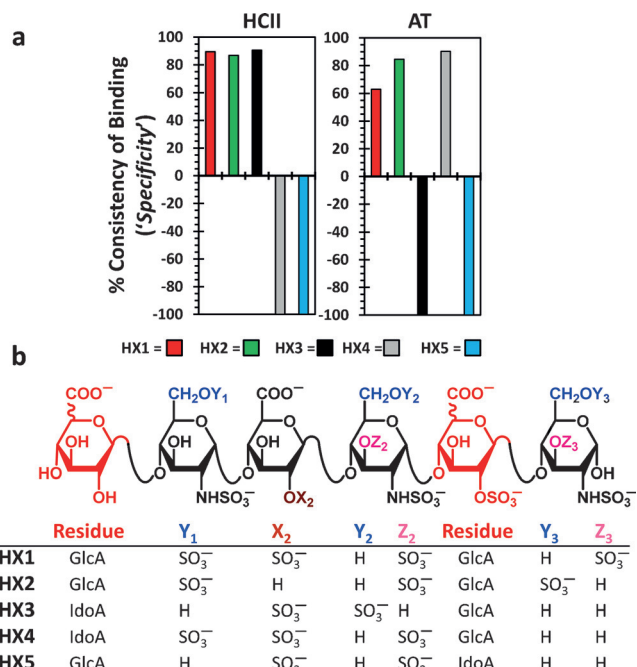 a
HCII AT
% Consistency of Binding
('Specificity')
100 100
80 80
60 60
40 40
20 20
0 0
-20 -20
-40 -40
-60 -60
-80 -80
-100 -100
HX1 = HX2 = HX3 = HX4 = HX5 =
b
COO⁻ CH₂OY₁ COO⁻ CH₂OY₂ COO⁻ CH₂OY₃
O O O O O O
OH OH OH OZ₂ OH OZ₃
HO O O O O O OH
OH NHSO₃⁻ OX₂ NHSO₃⁻ OSO₃⁻ NHSO₃⁻
Residue Y₁ X₂ Y₂ Z₂ Residue Y₃ Z₃
HX1 GlcA SO₃⁻ SO₃⁻ H SO₃⁻ GlcA H SO₃⁻
HX2 GlcA SO₃⁻ H H SO₃⁻ GlcA SO₃⁻ H
HX3 IdoA H SO₃⁻ SO₃⁻ H GlcA H H
HX4 IdoA SO₃⁻ SO₃⁻ H SO₃⁻ GlcA H H
HX5 GlcA H SO₃⁻ H SO₃⁻ IdoA H H